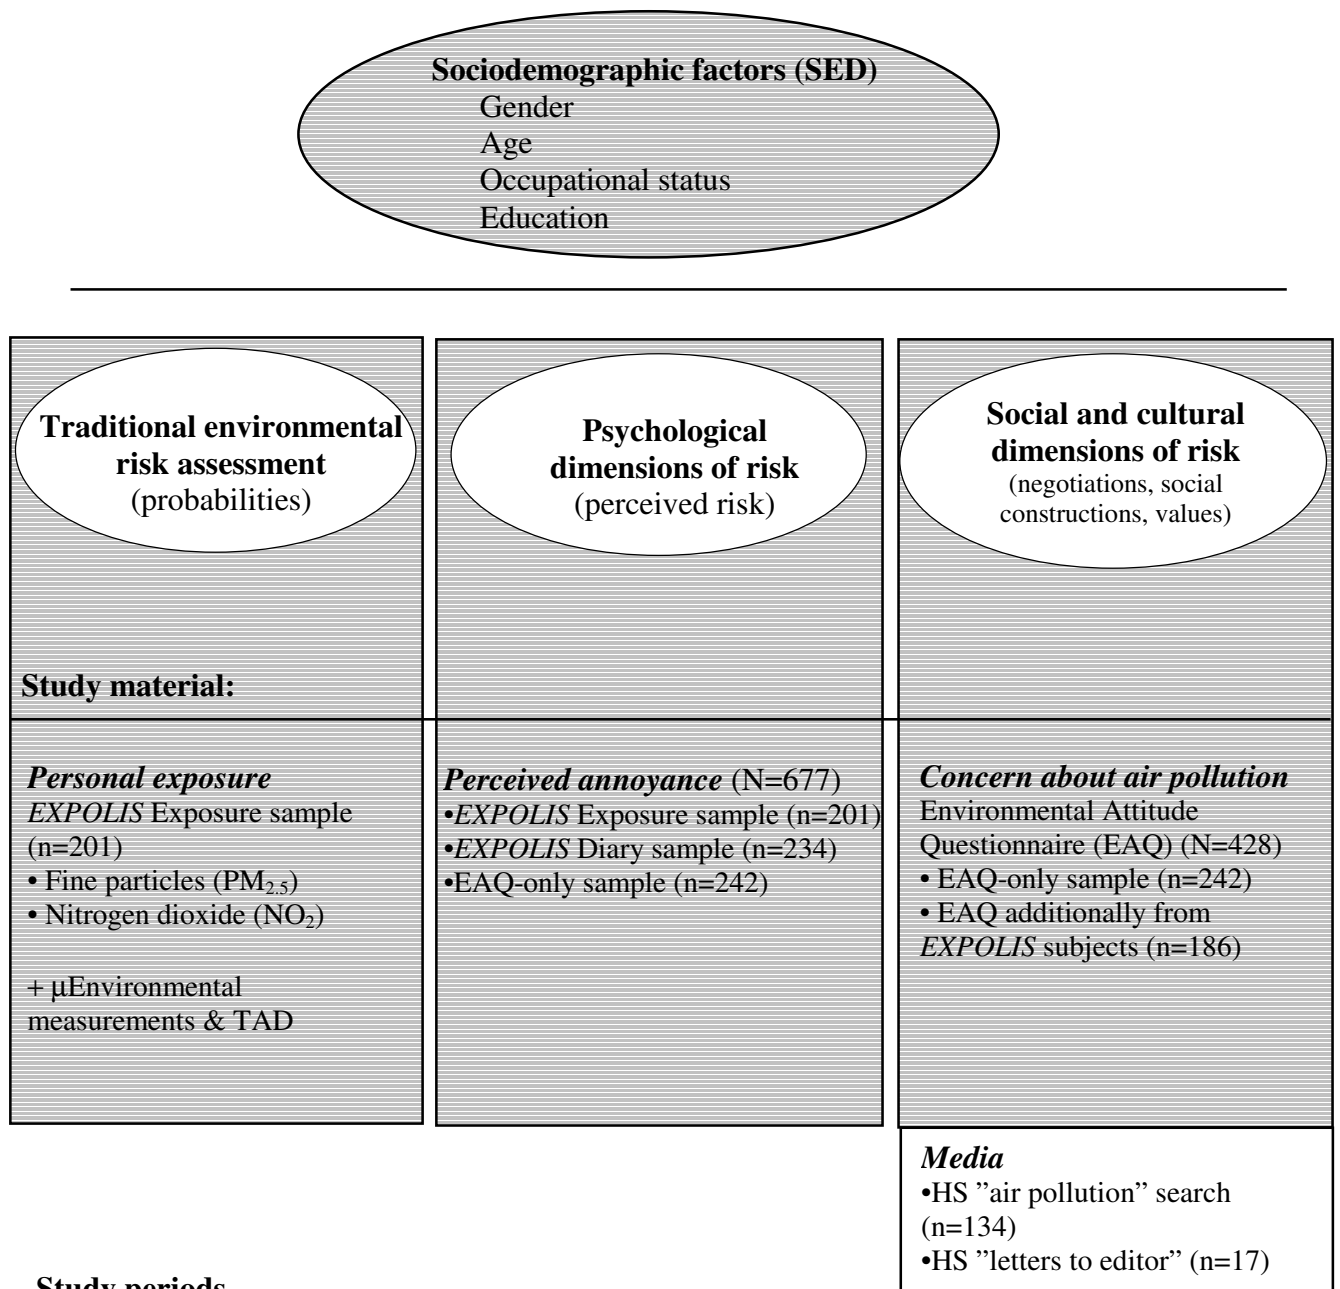 Sociodemographic factors (SED)
Gender
Age
Occupational status
Education
Traditional environmental
risk assessment
(probabilities)
Psychological
dimensions of risk
(perceived risk)
Social and cultural
dimensions of risk
(negotiations, social
constructions, values)
Study material:
Personal exposure
EXPOLIS Exposure sample
(n=201)
• Fine particles (PM2.5)
• Nitrogen dioxide (NO2)
+ µEnvironmental
measurements & TAD
Perceived annoyance (N=677)
•EXPOLIS Exposure sample (n=201)
•EXPOLIS Diary sample (n=234)
•EAQ-only sample (n=242)
Concern about air pollution
Environmental Attitude
Questionnaire (EAQ) (N=428)
• EAQ-only sample (n=242)
• EAQ additionally from
EXPOLIS subjects (n=186)
Media
•HS ”air pollution” search
(n=134)
•HS ”letters to editor” (n=17)
Study periods